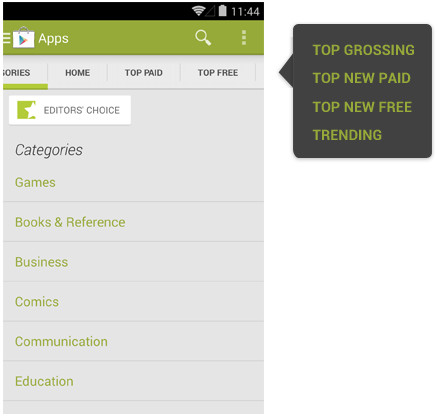 11:44
Apps
GORIES HOME TOP PAID TOP FREE
EDITORS' CHOICE
Categories
Games
Books & Reference
Business
Comics
Communication
Education
TOP GROSSING
TOP NEW PAID
TOP NEW FREE
TRENDING